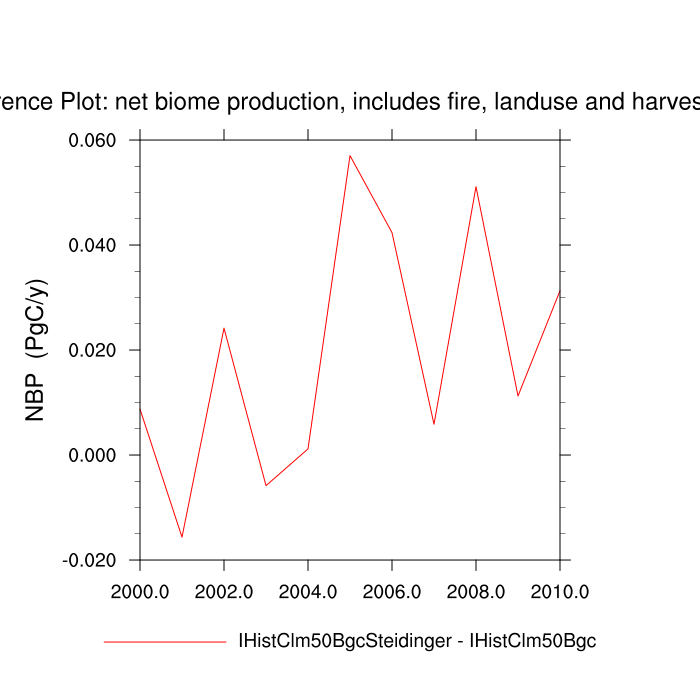 rence Plot: net biome production, includes fire, landuse and harves
0.060
0.040
0.020
0.000
-0.020
NBP (PgC/y)
2000.0 2002.0 2004.0 2006.0 2008.0 2010.0
IHistClm50BgcSteidinger - IHistClm50Bgc